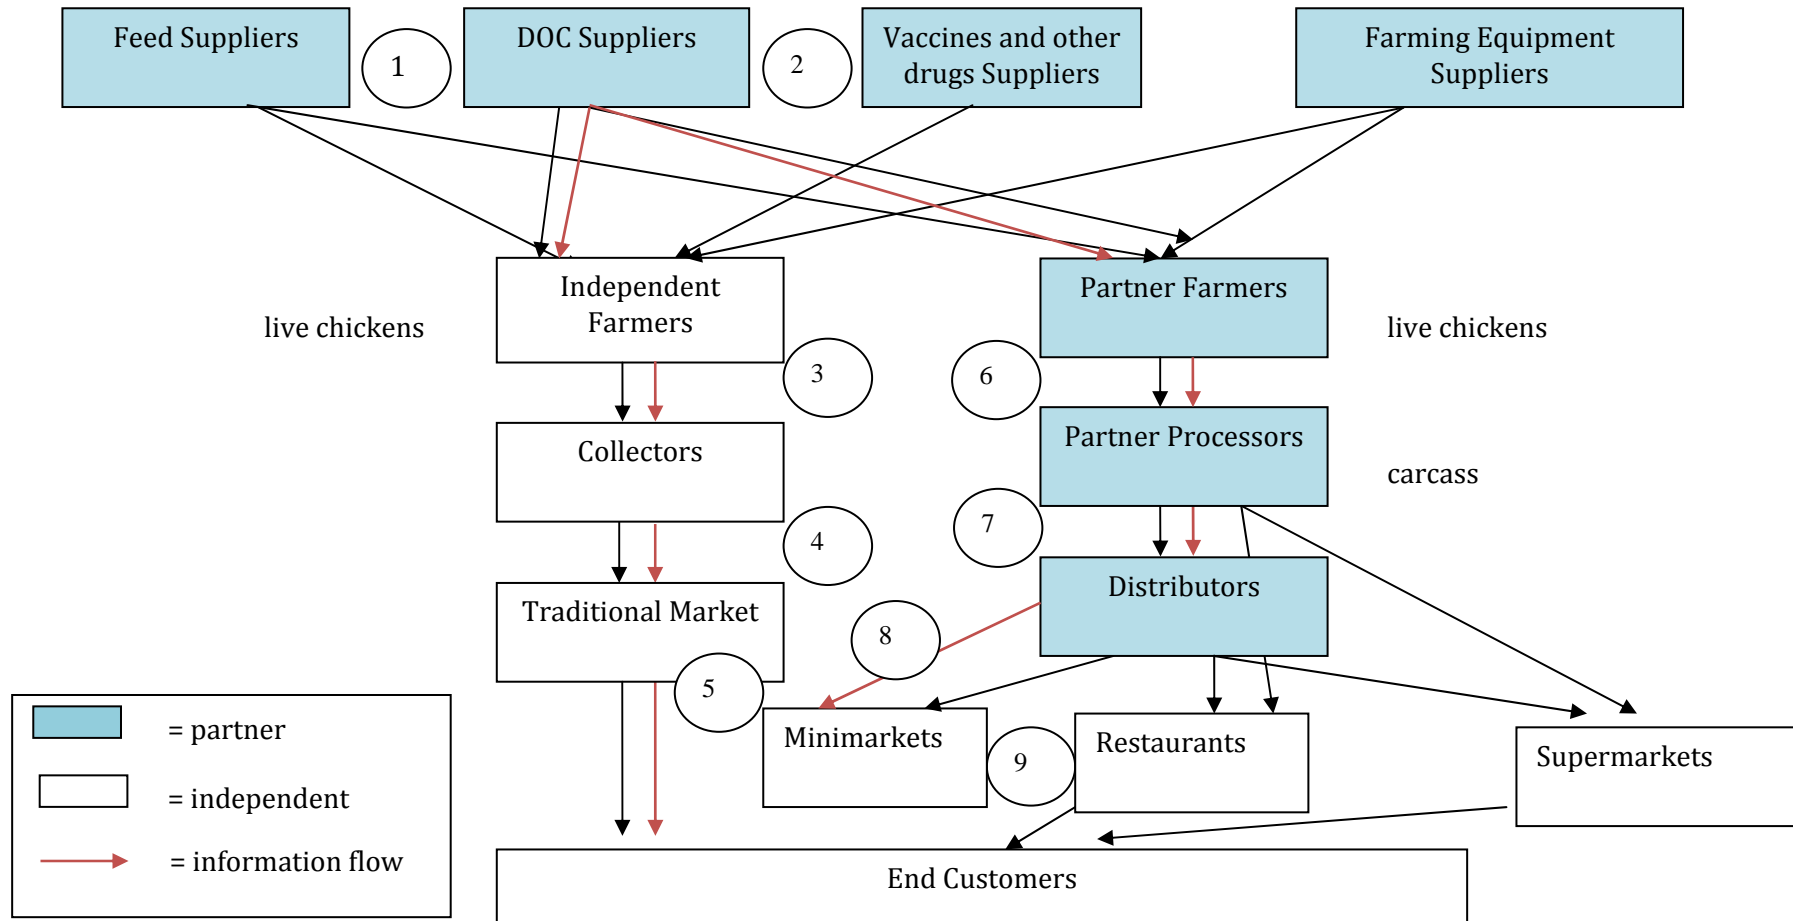 Feed Suppliers
1
DOC Suppliers
2
Vaccines and other
drugs Suppliers
Farming Equipment
Suppliers
live chickens
Independent
Farmers
Partner Farmers
live chickens
3
6
Collectors
Partner Processors
carcass
4
7
Traditional Market
Distributors
8
5
Minimarkets
9
Restaurants
Supermarkets
= partner
= independent
= information flow
End Customers